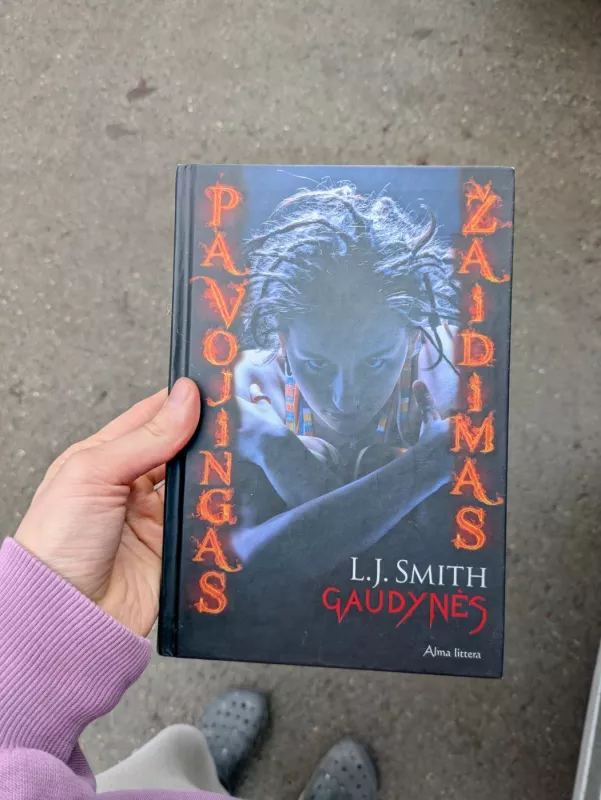 PAVOJINGAS
ŽAIDIMAS
L.J. SMITH
GAUDYNĖS
Alma littera